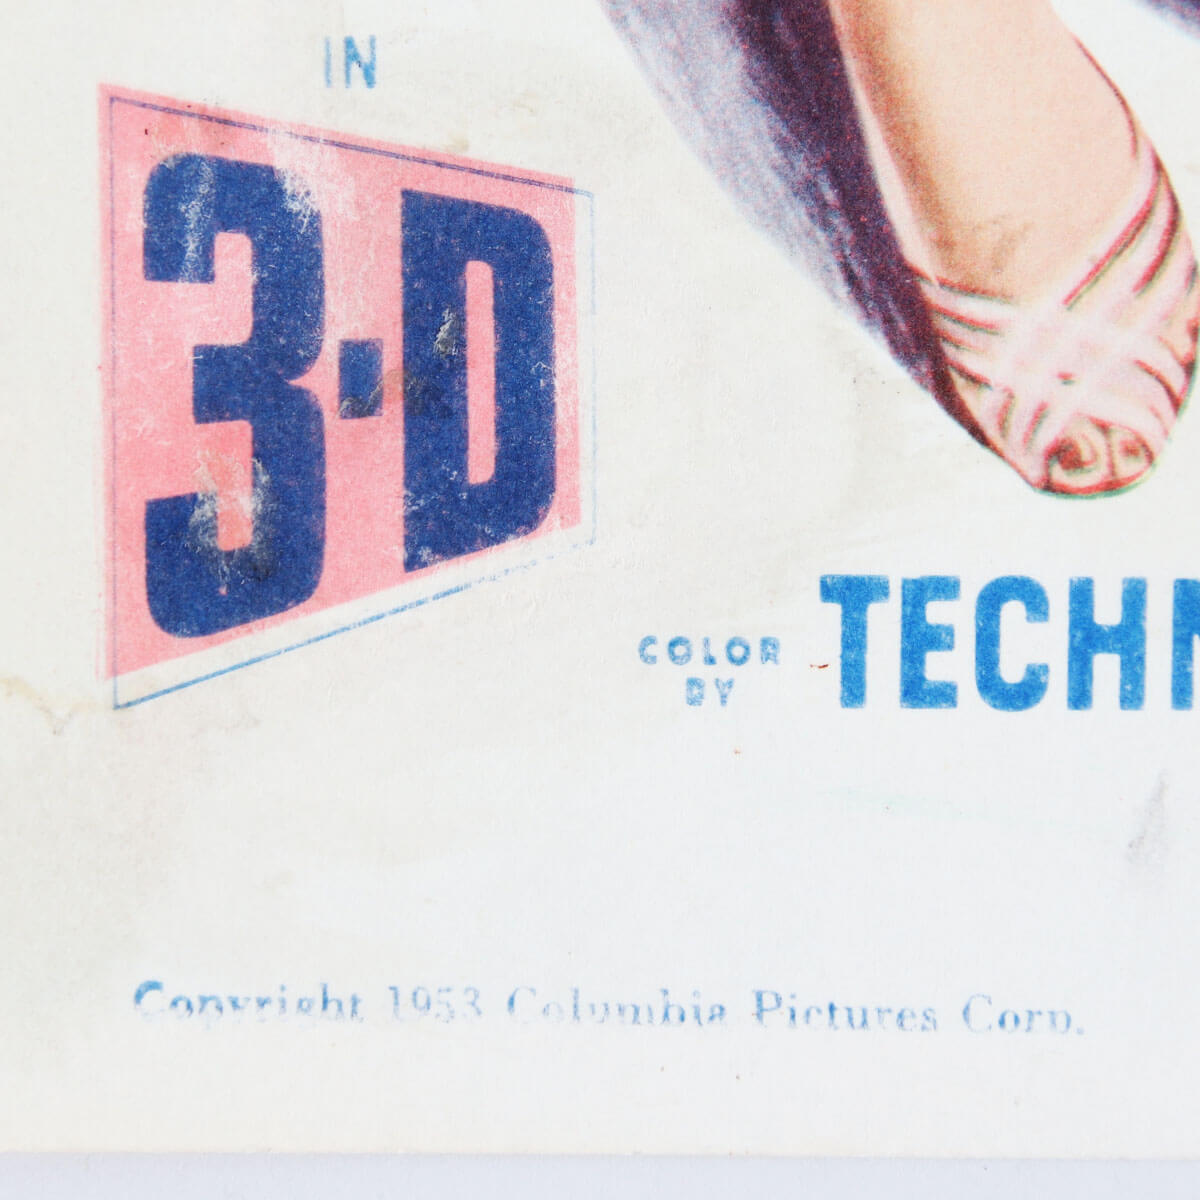 IN
3-D
COLOR
BY
TECHN
Copyright 1953 Columbia Pictures Corp.